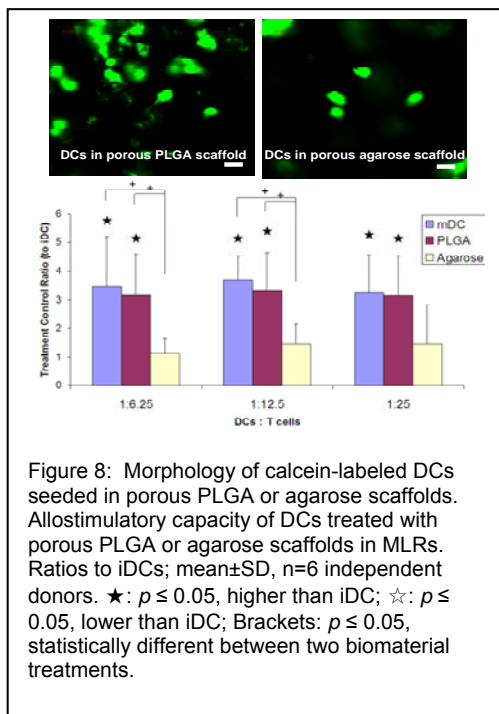 DCs in porous PLGA scaffold
DCs in porous agarose scaffold
+
+
+
+
★
★
★
★
★
★
6
5
4
3
2
1
0
Treatment Control Ratio (to iDC)
mDC
PLGA
Agarose
1:6.25
1:12.5
1:25
DCs : T cells
Figure 8:  Morphology of calcein-labeled DCs
seeded in porous PLGA or agarose scaffolds.
Allostimulatory capacity of DCs treated with
porous PLGA or agarose scaffolds in MLRs.
Ratios to iDCs; mean±SD, n=6 independent
donors. ★: p ≤ 0.05, higher than iDC; ☆: p ≤
0.05, lower than iDC; Brackets: p ≤ 0.05,
statistically different between two biomaterial
treatments.